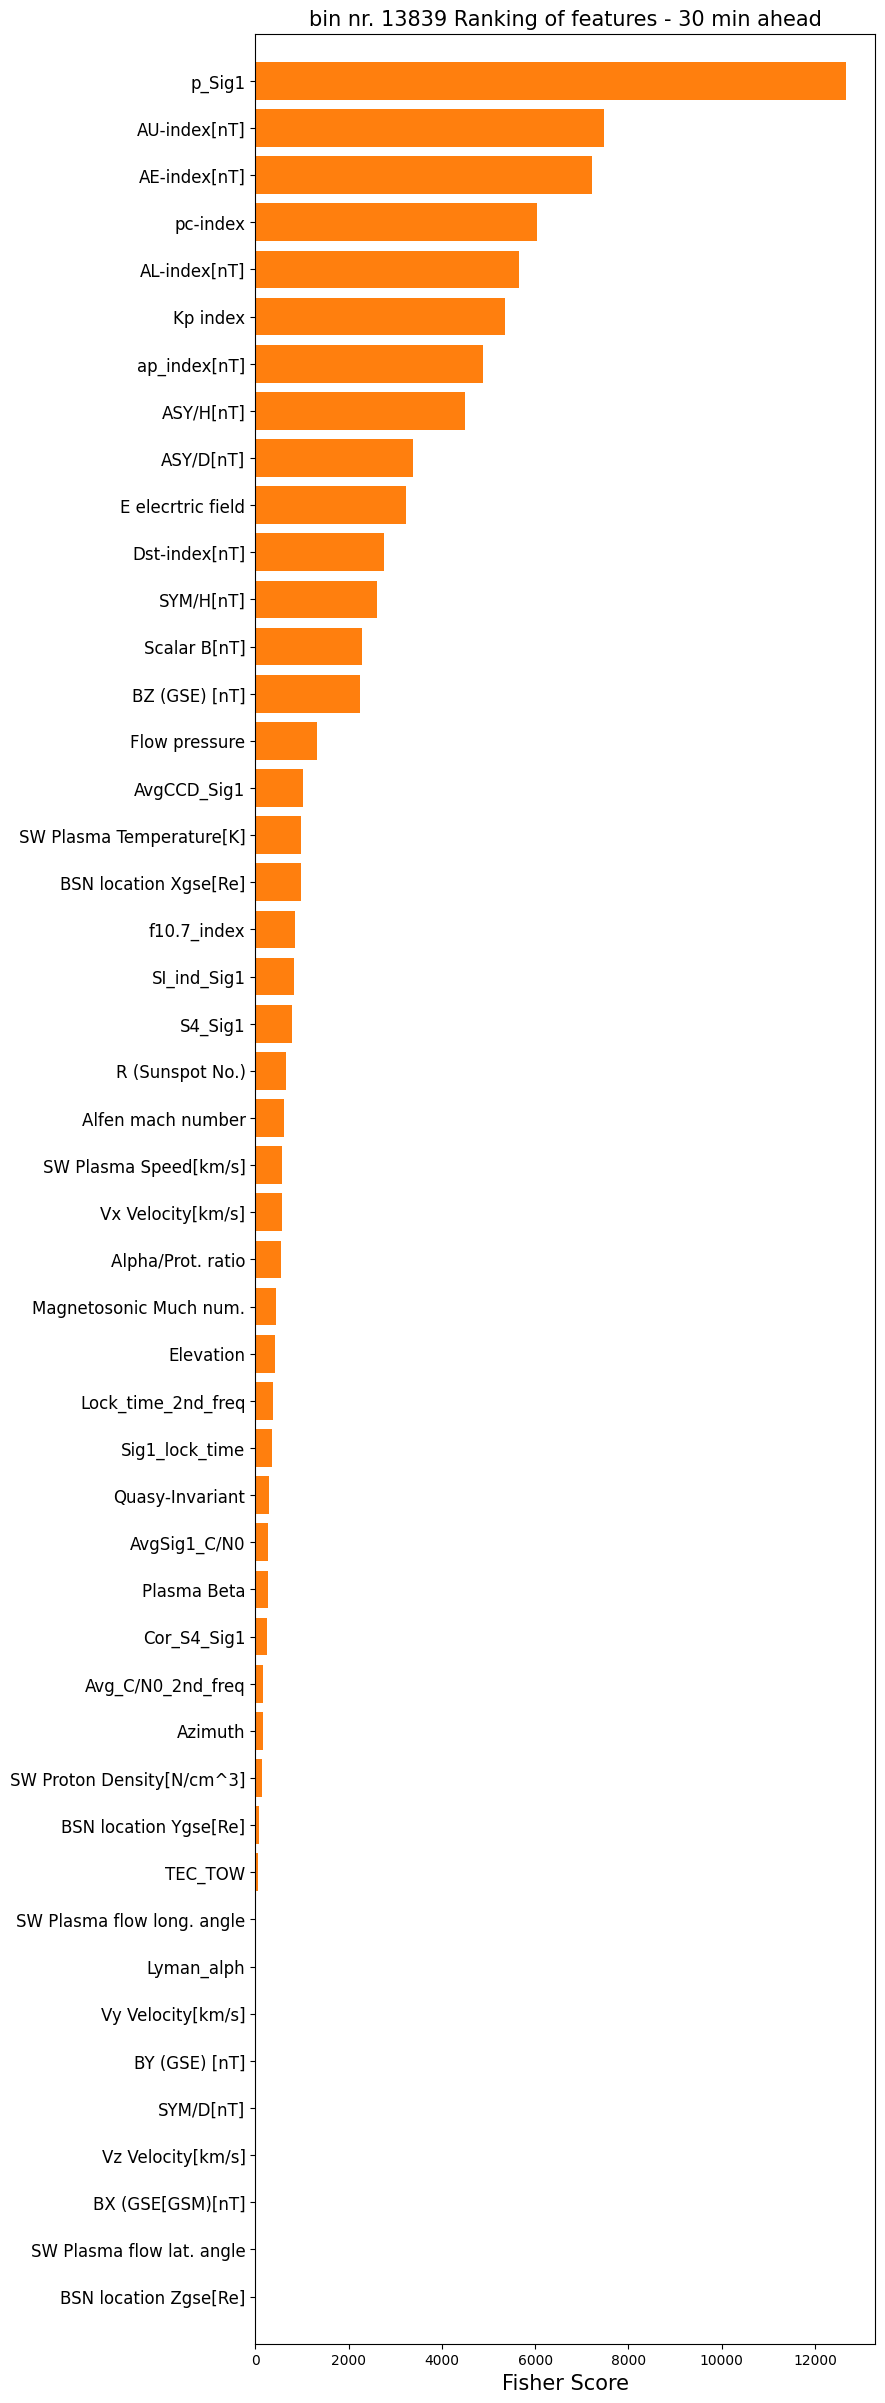 bin nr. 13839 Ranking of features - 30 min ahead
p_Sig1
AU-index[nT]
AE-index[nT]
pc-index
AL-index[nT]
Kp index
ap_index[nT]
ASY/H[nT]
ASY/D[nT]
E elecrtric field
Dst-index[nT]
SYM/H[nT]
Scalar B[nT]
BZ (GSE) [nT]
Flow pressure
AvgCCD_Sig1
SW Plasma Temperature[K]
BSN location Xgse[Re]
f10.7_index
SI_ind_Sig1
S4_Sig1
R (Sunspot No.)
Alfen mach number
SW Plasma Speed[km/s]
Vx Velocity[km/s]
Alpha/Prot. ratio
Magnetosonic Much num.
Elevation
Lock_time_2nd_freq
Sig1_lock_time
Quasy-Invariant
AvgSig1_C/N0
Plasma Beta
Cor_S4_Sig1
Avg_C/N0_2nd_freq
Azimuth
SW Proton Density[N/cm^3]
BSN location Ygse[Re]
TEC_TOW
SW Plasma flow long. angle
Lyman_alph
Vy Velocity[km/s]
BY (GSE) [nT]
SYM/D[nT]
Vz Velocity[km/s]
BX (GSE[GSM)[nT]
SW Plasma flow lat. angle
BSN location Zgse[Re]
0 2000 4000 6000 8000 10000 12000
Fisher Score